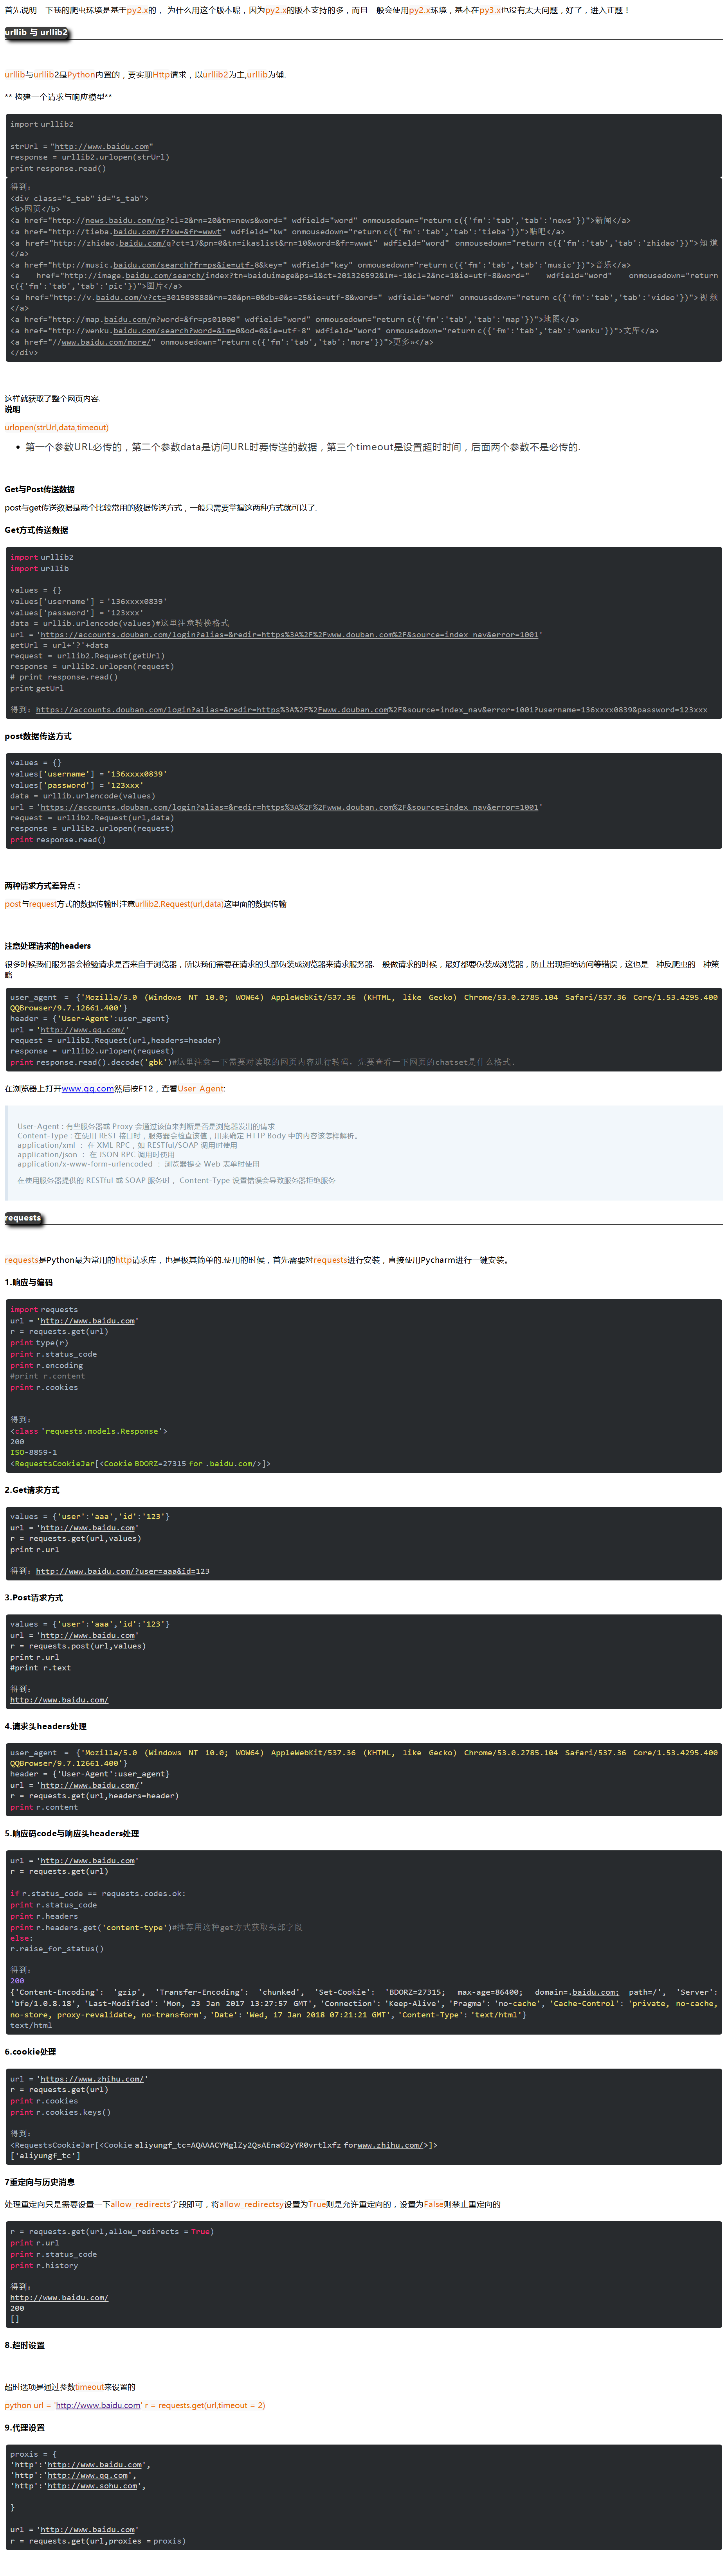 首先说明一下我的爬虫环境是基于py2.x的， 为什么用这个版本呢，因为py2.x的版本支持的多，而且一般会使用py2.x环境，基本在py3.x也没有太大问题，好了，进入正题！
urllib 与 urllib2
urllib与urllib2是Python内置的，要实现Http请求，以urllib2为主,urllib为辅.
** 构建一个请求与响应模型**
import urllib2
strUrl = "http://www.baidu.com"
response = urllib2.urlopen(strUrl)
print response.read()
得到：
<div class="s_tab" id="s_tab">
<b>网页</b>
<a href="http://news.baidu.com/ns?cl=2&rn=20&tn=news&word=" wdfield="word" onmousedown="return c({'fm':'tab','tab':'news'})">新闻</a>
<a href="http://tieba.baidu.com/f?kw=&fr=wwwt" wdfield="kw" onmousedown="return c({'fm':'tab','tab':'tieba'})">贴吧</a>
<a href="http://zhidao.baidu.com/q?ct=17&pn=0&tn=ikaslist&rn=10&word=&fr=wwwt" wdfield="word" onmousedown="return c({'fm':'tab','tab':'zhidao'})">知道
</a>
<a href="http://music.baidu.com/search?fr=ps&ie=utf-8&key=" wdfield="key" onmousedown="return c({'fm':'tab','tab':'music'})">音乐</a>
<a href="http://image.baidu.com/search/index?tn=baiduimage&ps=1&ct=201326592&lm=-1&cl=2&nc=1&ie=utf-8&word=" wdfield="word" onmousedown="return
c({'fm':'tab','tab':'pic'})">图片</a>
<a href="http://v.baidu.com/v?ct=301989888&rn=20&pn=0&db=0&s=25&ie=utf-8&word=" wdfield="word" onmousedown="return c({'fm':'tab','tab':'video'})">视频
</a>
<a href="http://map.baidu.com/m?word=&fr=ps01000" wdfield="word" onmousedown="return c({'fm':'tab','tab':'map'})">地图</a>
<a href="http://wenku.baidu.com/search?word=&lm=0&od=0&ie=utf-8" wdfield="word" onmousedown="return c({'fm':'tab','tab':'wenku'})">文库</a>
<a href="//www.baidu.com/more/" onmousedown="return c({'fm':'tab','tab':'more'})">更多»</a>
</div>
这样就获取了整个网页内容.
说明
urlopen(strUrl,data,timeout)
• 第一个参数URL必传的，第二个参数data是访问URL时要传送的数据，第三个timeout是设置超时时间，后面两个参数不是必传的.
Get与Post传送数据
post与get传送数据是两个比较常用的数据传送方式，一般只需要掌握这两种方式就可以了.
Get方式传送数据
import urllib2
import urllib
values = {}
values['username'] = '136xxxx0839'
values['password'] = '123xxx'
data = urllib.urlencode(values)#这里注意转换格式
url = 'https://accounts.douban.com/login?alias=&redir=https%3A%2F%2Fwww.douban.com%2F&source=index_nav&error=1001'
getUrl = url+'?'+data
request = urllib2.Request(getUrl)
response = urllib2.urlopen(request)
# print response.read()
print getUrl
得到：https://accounts.douban.com/login?alias=&redir=https%3A%2F%2Fwww.douban.com%2F&source=index_nav&error=1001?username=136xxxx0839&password=123xxx
post数据传送方式
values = {}
values['username'] = '136xxxx0839'
values['password'] = '123xxx'
data = urllib.urlencode(values)
url = 'https://accounts.douban.com/login?alias=&redir=https%3A%2F%2Fwww.douban.com%2F&source=index_nav&error=1001'
request = urllib2.Request(url,data)
response = urllib2.urlopen(request)
print response.read()
两种请求方式差异点：
post与request方式的数据传输时注意urllib2.Request(url,data)这里面的数据传输
注意处理请求的headers
很多时候我们服务器会检验请求是否来自于浏览器，所以我们需要在请求的头部伪装成浏览器来请求服务器.一般做请求的时候，最好都要伪装成浏览器，防止出现拒绝访问等错误，这也是一种反爬虫的一种策
略
user_agent = {'Mozilla/5.0 (Windows NT 10.0; WOW64) AppleWebKit/537.36 (KHTML, like Gecko) Chrome/53.0.2785.104 Safari/537.36 Core/1.53.4295.400
QQBrowser/9.7.12661.400'}
header = {'User-Agent':user_agent}
url = 'http://www.qq.com/'
request = urllib2.Request(url,headers=header)
response = urllib2.urlopen(request)
print response.read().decode('gbk')#这里注意一下需要对读取的网页内容进行转码，先要查看一下网页的chatset是什么格式.
在浏览器上打开www.qq.com然后按F12，查看User-Agent:
User-Agent : 有些服务器或 Proxy 会通过该值来判断是否是浏览器发出的请求
Content-Type : 在使用 REST 接口时，服务器会检查该值，用来确定 HTTP Body 中的内容该怎样解析。
application/xml ： 在 XML RPC，如 RESTful/SOAP 调用时使用
application/json ： 在 JSON RPC 调用时使用
application/x-www-form-urlencoded ： 浏览器提交 Web 表单时使用
在使用服务器提供的 RESTful 或 SOAP 服务时， Content-Type 设置错误会导致服务器拒绝服务
requests
requests是Python最为常用的http请求库，也是极其简单的.使用的时候，首先需要对requests进行安装，直接使用Pycharm进行一键安装。
1.响应与编码
import requests
url = 'http://www.baidu.com'
r = requests.get(url)
print type(r)
print r.status_code
print r.encoding
#print r.content
print r.cookies
得到：
<class 'requests.models.Response'>
200
ISO-8859-1
<RequestsCookieJar[<Cookie BDORZ=27315 for .baidu.com/>]>
2.Get请求方式
values = {'user':'aaa','id':'123'}
url = 'http://www.baidu.com'
r = requests.get(url,values)
print r.url
得到：http://www.baidu.com/?user=aaa&id=123
3.Post请求方式
values = {'user':'aaa','id':'123'}
url = 'http://www.baidu.com'
r = requests.post(url,values)
print r.url
#print r.text
得到：
http://www.baidu.com/
4.请求头headers处理
user_agent = {'Mozilla/5.0 (Windows NT 10.0; WOW64) AppleWebKit/537.36 (KHTML, like Gecko) Chrome/53.0.2785.104 Safari/537.36 Core/1.53.4295.400
QQBrowser/9.7.12661.400'}
header = {'User-Agent':user_agent}
url = 'http://www.baidu.com/'
r = requests.get(url,headers=header)
print r.content
5.响应码code与响应头headers处理
url = 'http://www.baidu.com'
r = requests.get(url)
if r.status_code == requests.codes.ok:
print r.status_code
print r.headers
print r.headers.get('content-type')#推荐用这种get方式获取头部字段
else:
r.raise_for_status()
得到：
200
{'Content-Encoding': 'gzip', 'Transfer-Encoding': 'chunked', 'Set-Cookie': 'BDORZ=27315; max-age=86400; domain=.baidu.com; path=/', 'Server':
'bfe/1.0.8.18', 'Last-Modified': 'Mon, 23 Jan 2017 13:27:57 GMT', 'Connection': 'Keep-Alive', 'Pragma': 'no-cache', 'Cache-Control': 'private, no-cache,
no-store, proxy-revalidate, no-transform', 'Date': 'Wed, 17 Jan 2018 07:21:21 GMT', 'Content-Type': 'text/html'}
text/html
6.cookie处理
url = 'https://www.zhihu.com/'
r = requests.get(url)
print r.cookies
print r.cookies.keys()
得到：
<RequestsCookieJar[<Cookie aliyungf_tc=AQAAACYMglZy2QsAEnaG2yYR0vrtlxfz forwww.zhihu.com/>]>
['aliyungf_tc']
7重定向与历史消息
处理重定向只是需要设置一下allow_redirects字段即可，将allow_redirectsy设置为True则是允许重定向的，设置为False则禁止重定向的
r = requests.get(url,allow_redirects = True)
print r.url
print r.status_code
print r.history
得到：
http://www.baidu.com/
200
[]
8.超时设置
超时选项是通过参数timeout来设置的
python url = 'http://www.baidu.com' r = requests.get(url,timeout = 2)
9.代理设置
proxis = {
'http':'http://www.baidu.com',
'http':'http://www.qq.com',
'http':'http://www.sohu.com',
}
url = 'http://www.baidu.com'
r = requests.get(url,proxies = proxis)